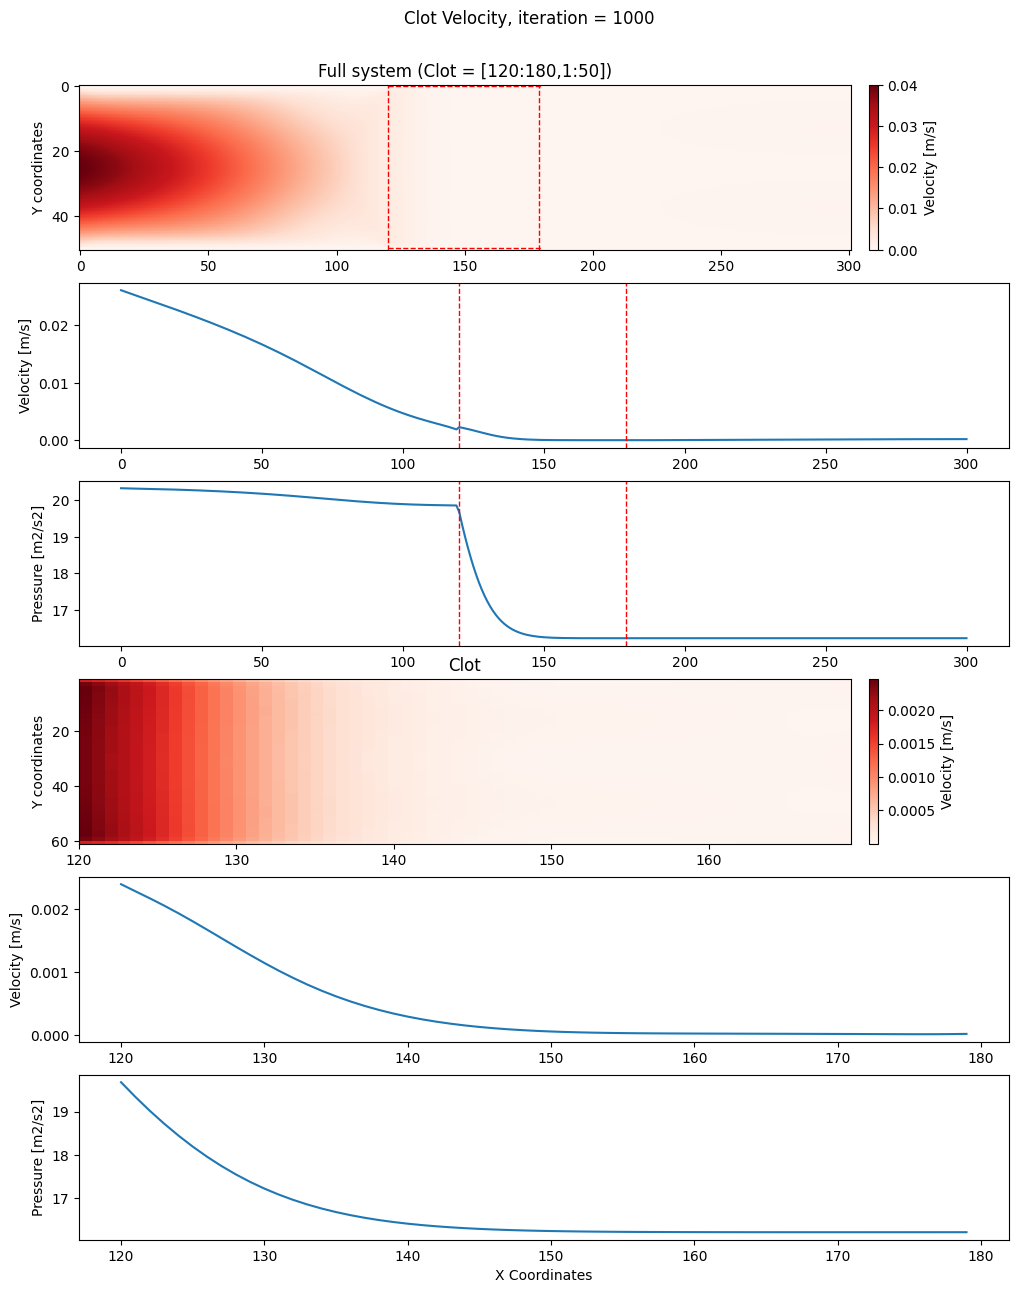 Clot Velocity, iteration = 1000
Full system (Clot = [120:180,1:50])
Y coordinates
0
20
40
0 50 100 150 200 250 300
0.04
0.03
0.02
0.01
0.00
Velocity [m/s]
Velocity [m/s]
0.02
0.01
0.00
0 50 100 150 200 250 300
Pressure [m2/s2]
20
19
18
17
0 50 100 150 200 250 300
Clot
Y coordinates
20
40
60
120 130 140 150 160
0.0020
0.0015
0.0010
0.0005
Velocity [m/s]
Velocity [m/s]
0.002
0.001
0.000
120 130 140 150 160 170 180
Pressure [m2/s2]
19
18
17
120 130 140 150 160 170 180
X Coordinates